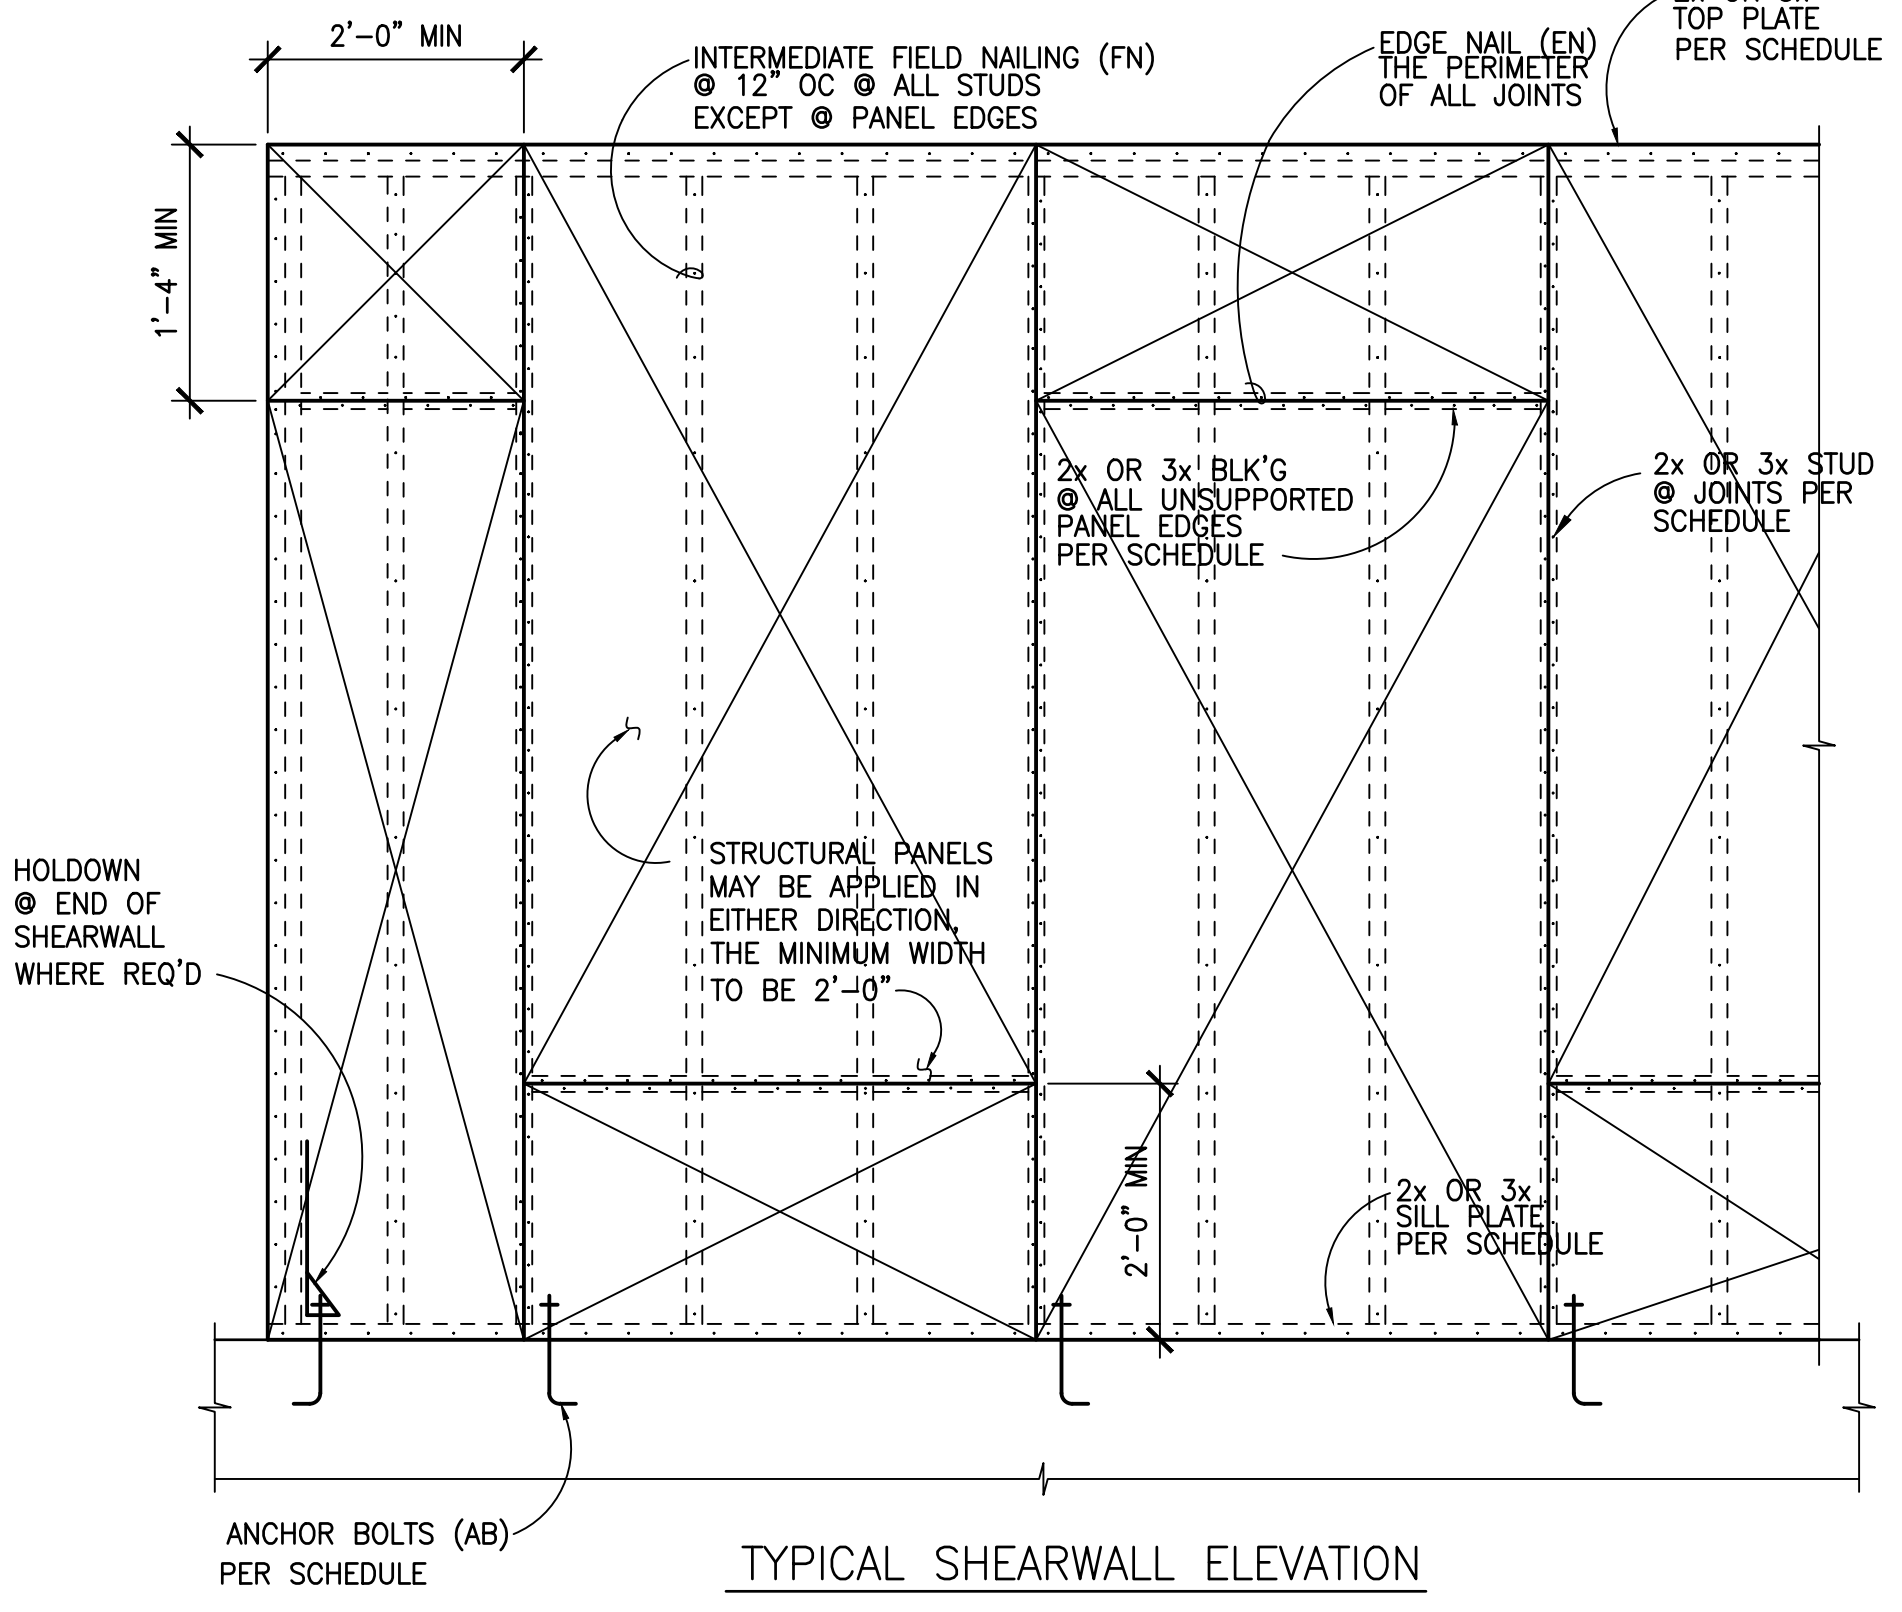 2'-0" MIN
INTERMEDIATE FIELD NAILING (FN)
@ 12" OC @ ALL STUDS
EXCEPT @ PANEL EDGES
EDGE NAIL (EN)
THE PERIMETER
OF ALL JOINTS
TOP PLATE
PER SCHEDULE
1'-4" MIN
2x OR 3x BLK'G
@ ALL UNSUPPORTED
PANEL EDGES
PER SCHEDULE
2x OR 3x STUD
@ JOINTS PER
SCHEDULE
STRUCTURAL PANELS
MAY BE APPLIED IN
EITHER DIRECTION,
THE MINIMUM WIDTH
TO BE 2'-0"
HOLDOWN
@ END OF
SHEARWALL
WHERE REQ'D
2'-0" MIN
2x OR 3x
SILL PLATE
PER SCHEDULE
ANCHOR BOLTS (AB)
PER SCHEDULE
TYPICAL SHEARWALL ELEVATION